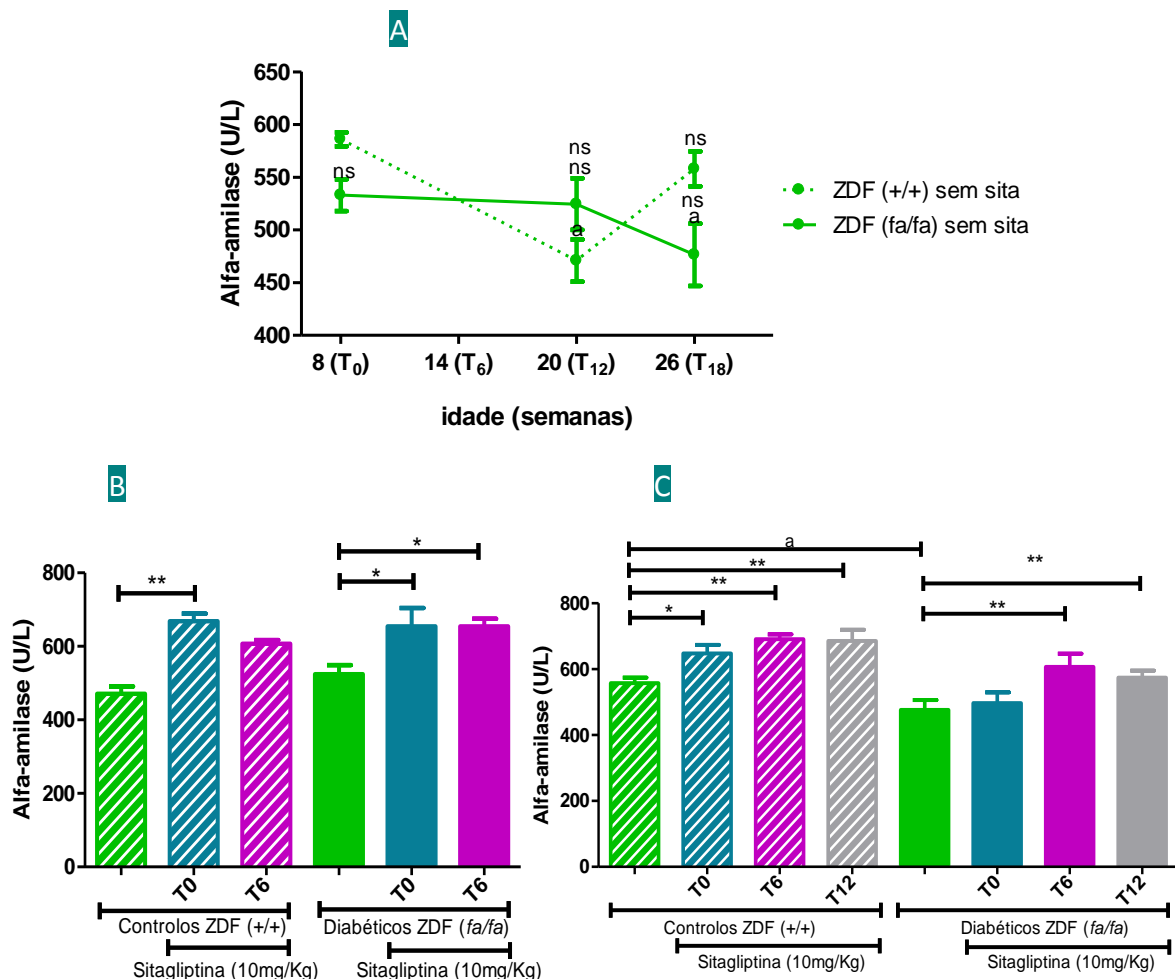 A
Alfa-amilase (U/L)
650
600
550
500
450
400
ns
ns
ns
a
ns
ns
a
8 (T0)
14 (T6)
20 (T12)
26 (T18)
idade (semanas)
ZDF (+/+) sem sita
ZDF (fa/fa) sem sita
B
Alfa-amilase (U/L)
800
600
400
200
0
**
*
*
T0
T6
T0
T6
Controlos ZDF (+/+)
Diabéticos ZDF (fa/fa)
Sitagliptina (10mg/Kg)
Sitagliptina (10mg/Kg)
C
Alfa-amilase (U/L)
800
600
400
200
0
a
**
**
*
**
**
T0
T6
T12
T0
T6
T12
Controlos ZDF (+/+)
Diabéticos ZDF (fa/fa)
Sitagliptina (10mg/Kg)
Sitagliptina (10mg/Kg)